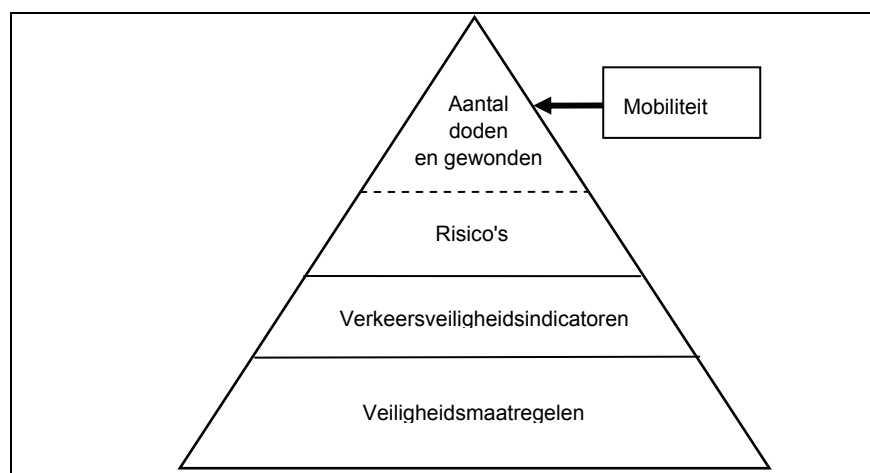 Aantal
doden
en gewonden
Mobiliteit
Risico's
Verkeersveiligheidsindicatoren
Veiligheidsmaatregelen